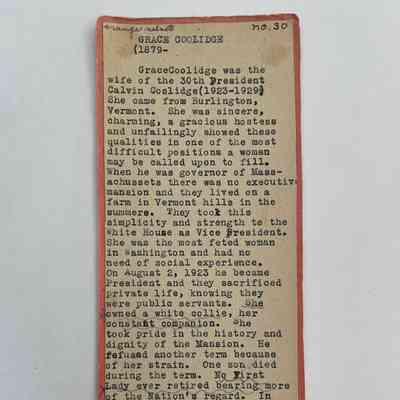 orange velvet no. 30
GRACE COOLIDGE
(1879-
GraceCoolidge was the
wife of the 30th President
Calvin Coolidge(1923-1929)
She came from Burlington,
Vermont. She was sincere,
charming, a gracious hostess
and unfailingly showed these
qualities in one of the most
difficult positions a woman
may be called upon to fill.
When he was governor of Mass-
achussets there was no executive
mansion and they lived on a
farm in Vermont hills in the
summers. They took this
simplicity and strength to the
White House as Vice President.
She was the most feted woman
in Washington and had no
need of social experience.
On August 2, 1923 he became
President and they sacrificed
private life, knowing they
were public servants. She
owned a white collie, her
constant companion. She
took pride in the history and
dignity of the Mansion. He
refused another term because
of her strain. One son died
during the term. No First
Lady ever retired bearing more
of the Nation's regard. In